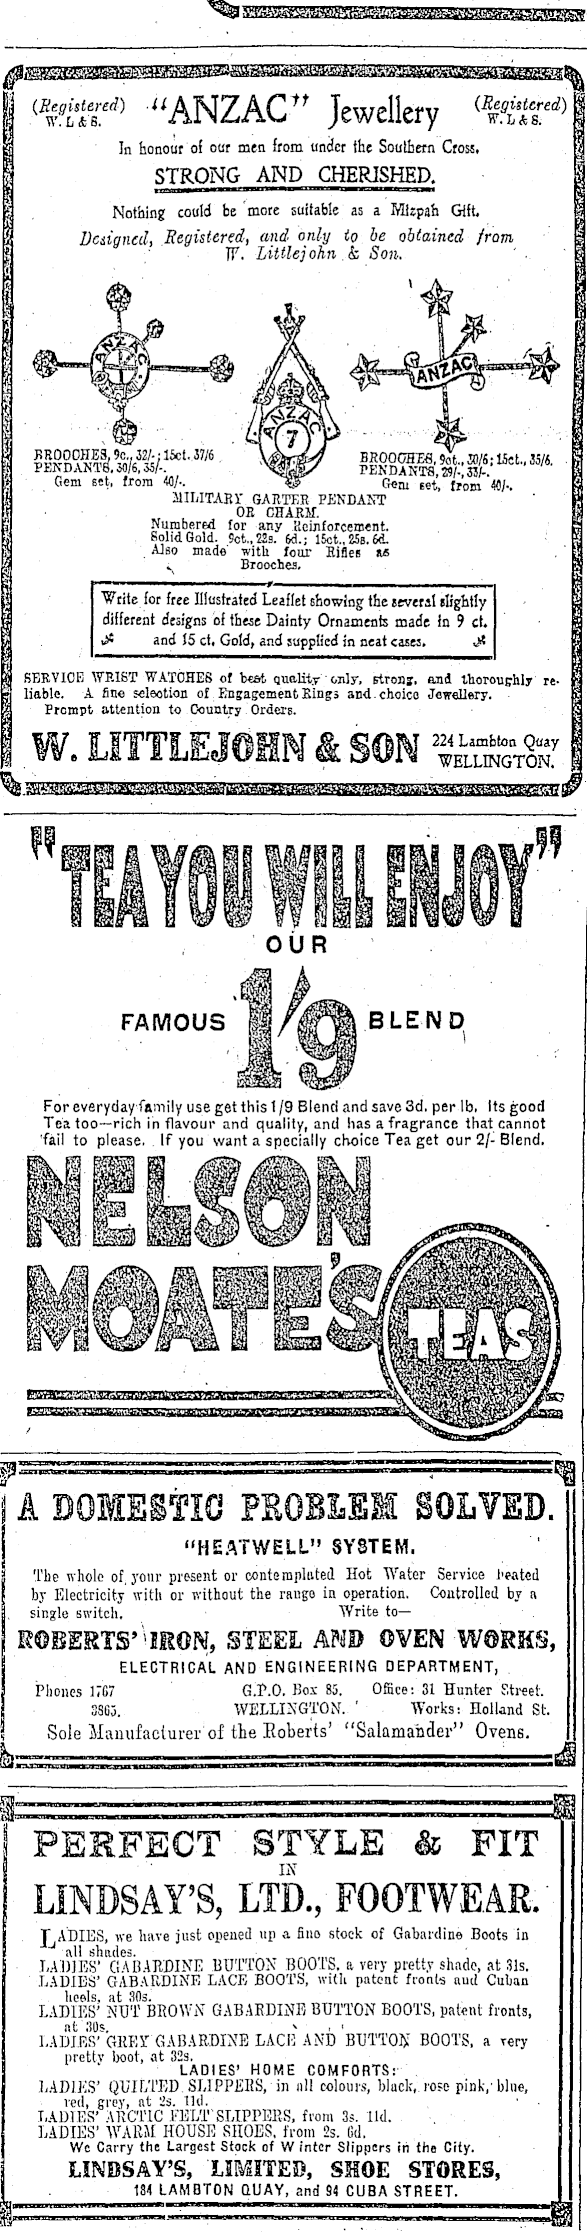 (Registered)
W. L & S.
"ANZAC" Jewellery
(Registered)
W. L & S.
In honour of our men from under the Southern Cross.
STRONG AND CHERISHED.
Nothing could be more suitable as a Mizpah Gift.
Designed, Registered, and only to be obtained from
W. Littlejohn & Son.
ANZAC
ANZAC
7
ANZAC
BROOCHES, 9c., 32/-; 15ct. 37/6
PENDANTS, 30/6, 35/-.
Gem set, from 40/-.
BROOCHES, 9ct., 30/6; 15ct., 35/6.
PENDANTS, 29/-, 33/-.
Gem set, from 40/-.
MILITARY GARTER PENDANT
OR CHARM.
Numbered for any Reinforcement.
Solid Gold. 9ct., 22s. 6d.; 15ct., 25s. 6d.
Also made with four Rifles as
Brooches.
Write for free Illustrated Leaflet showing the several slightly
different designs of these Dainty Ornaments made in 9 ct.
and 15 ct. Gold, and supplied in neat cases.
SERVICE WRIST WATCHES of best quality only, strong, and thoroughly re-
liable. A fine selection of Engagement Rings and choice Jewellery.
Prompt attention to Country Orders.
W. LITTLEJOHN & SON
224 Lambton Quay
WELLINGTON.
"TEA YOU WILL ENJOY"
OUR
FAMOUS 1/9 BLEND
For everyday family use get this 1/9 Blend and save 3d. per lb. Its good
Tea too—rich in flavour and quality, and has a fragrance that cannot
fail to please. If you want a specially choice Tea get our 2/- Blend.
NELSON
MOATE'S
TEAS
A DOMESTIC PROBLEM SOLVED.
"HEATWELL" SYSTEM.
The whole of your present or contemplated Hot Water Service heated
by Electricity with or without the range in operation. Controlled by a
single switch. Write to—
ROBERTS' IRON, STEEL AND OVEN WORKS,
ELECTRICAL AND ENGINEERING DEPARTMENT,
Phones 1767 G.P.O. Box 85. Office: 31 Hunter Street.
3865. WELLINGTON. Works: Holland St.
Sole Manufacturer of the Roberts' "Salamander" Ovens.
PERFECT STYLE & FIT
IN
LINDSAY'S, LTD., FOOTWEAR.
LADIES, we have just opened up a fine stock of Gabardine Boots in
all shades.
LADIES' GABARDINE BUTTON BOOTS, a very pretty shade, at 31s.
LADIES' GABARDINE LACE BOOTS, with patent fronts and Cuban
heels, at 30s.
LADIES' NUT BROWN GABARDINE BUTTON BOOTS, patent fronts,
at 30s.
LADIES' GREY GABARDINE LACE AND BUTTON BOOTS, a very
pretty boot, at 32s.
LADIES' HOME COMFORTS:
LADIES' QUILTED SLIPPERS, in all colours, black, rose pink, blue,
red, grey, at 2s. 11d.
LADIES' ARCTIC FELT SLIPPERS, from 3s. 11d.
LADIES' WARM HOUSE SHOES, from 2s. 6d.
We Carry the Largest Stock of Winter Slippers in the City.
LINDSAY'S, LIMITED, SHOE STORES,
184 LAMBTON QUAY, and 94 CUBA STREET.